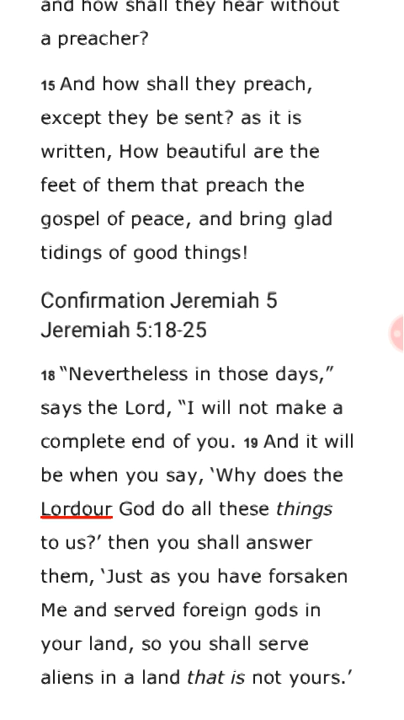 and how shall they hear without
a preacher?
15 And how shall they preach,
except they be sent? as it is
written, How beautiful are the
feet of them that preach the
gospel of peace, and bring glad
tidings of good things!
Confirmation Jeremiah 5
Jeremiah 5:18-25
18 “Nevertheless in those days,”
says the Lord, “I will not make a
complete end of you. 19 And it will
be when you say, ‘Why does the
Lordour God do all these things
to us?’ then you shall answer
them, ‘Just as you have forsaken
Me and served foreign gods in
your land, so you shall serve
aliens in a land that is not yours.’